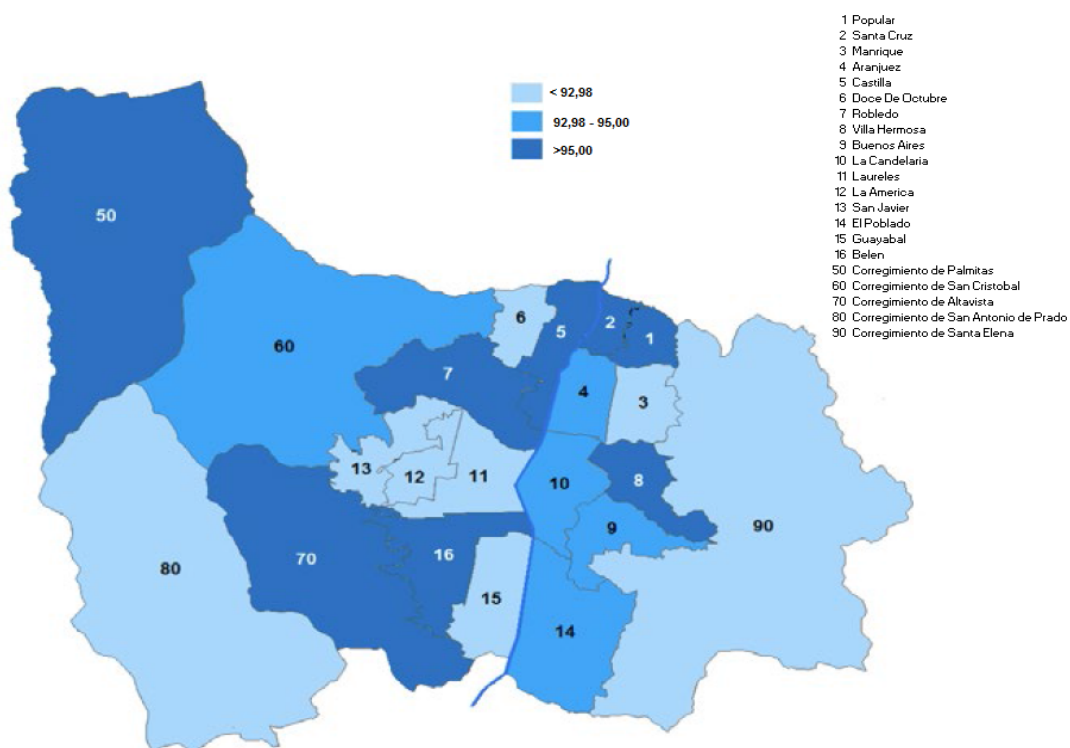 1 Popular
2 Santa Cruz
3 Manrique
4 Aranjuez
5 Castilla
6 Doce De Octubre
7 Robledo
8 Villa Hermosa
9 Buenos Aires
10 La Candelaria
11 Laureles
12 La America
13 San Javier
14 El Poblado
15 Guayabal
16 Belen
50 Corregimiento de Palmitas
60 Corregimiento de San Cristobal
70 Corregimiento de Altavista
80 Corregimiento de San Antonio de Prado
90 Corregimiento de Santa Elena
< 92,98
92,98 - 95,00
>95,00
50
60
6
5
2
1
7
4
3
13
12
11
10
8
9
90
80
70
16
15
14